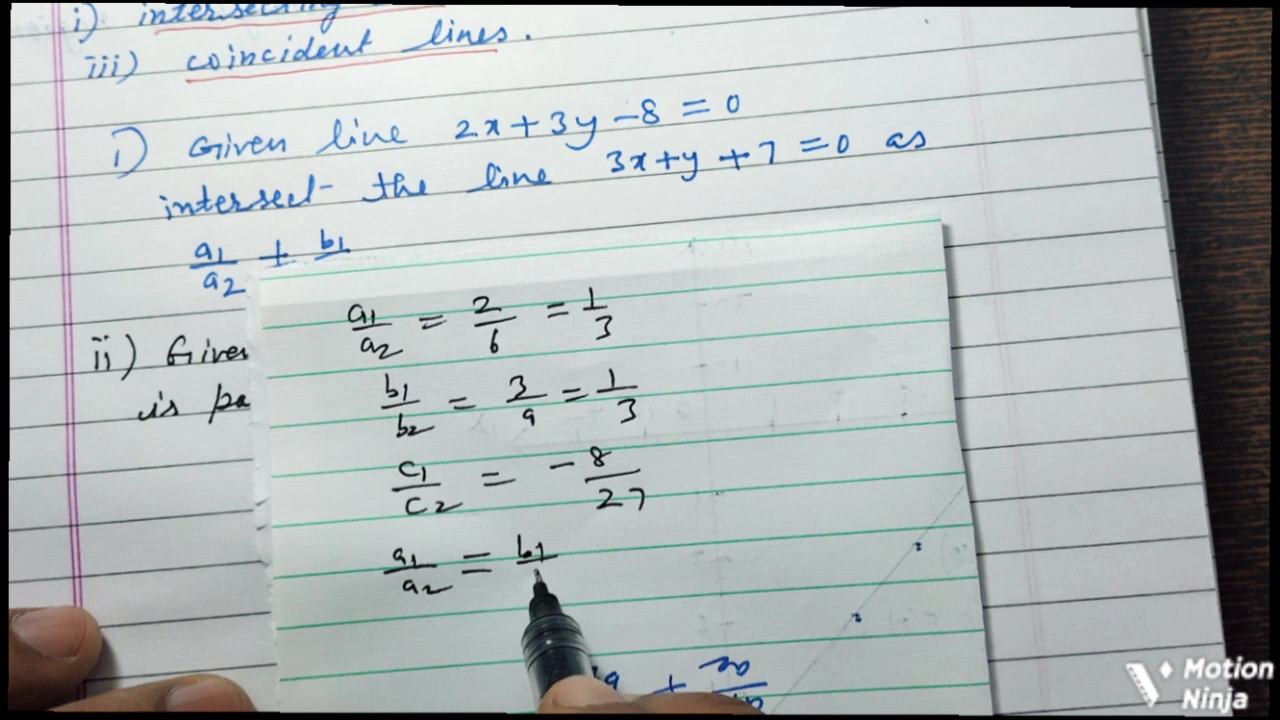 i) intersecting
iii) coincident lines.
i) Given line 2x + 3y - 8 = 0
intersect the line 3x + y + 7 = 0 as
a1/a2 ≠ b1
ii) Given
is pa
a1/a2 = 2/6 = 1/3
b1/b2 = 3/9 = 1/3
c1/c2 = -8/27
a1/a2 = b1
Motion
Ninja